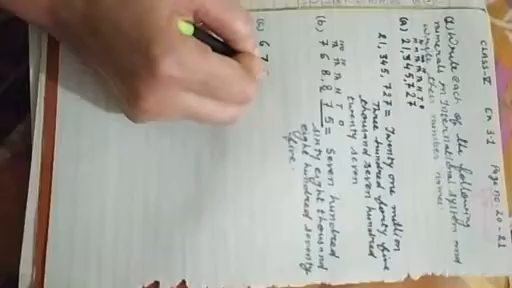 CLASS-V Ex 3.1 Page no. 20-21
Q1 Write each of the following
numerals in International system and
write their number names.
(a) 21,345,727
21,345,727 = Twenty one million
Three hundred forty five
thousand seven hundred
twenty seven
(b) 7 6 8, 8 7 5 = Seven hundred
sixty eight thousand
eight hundred seventy
five.
(c) 6 7